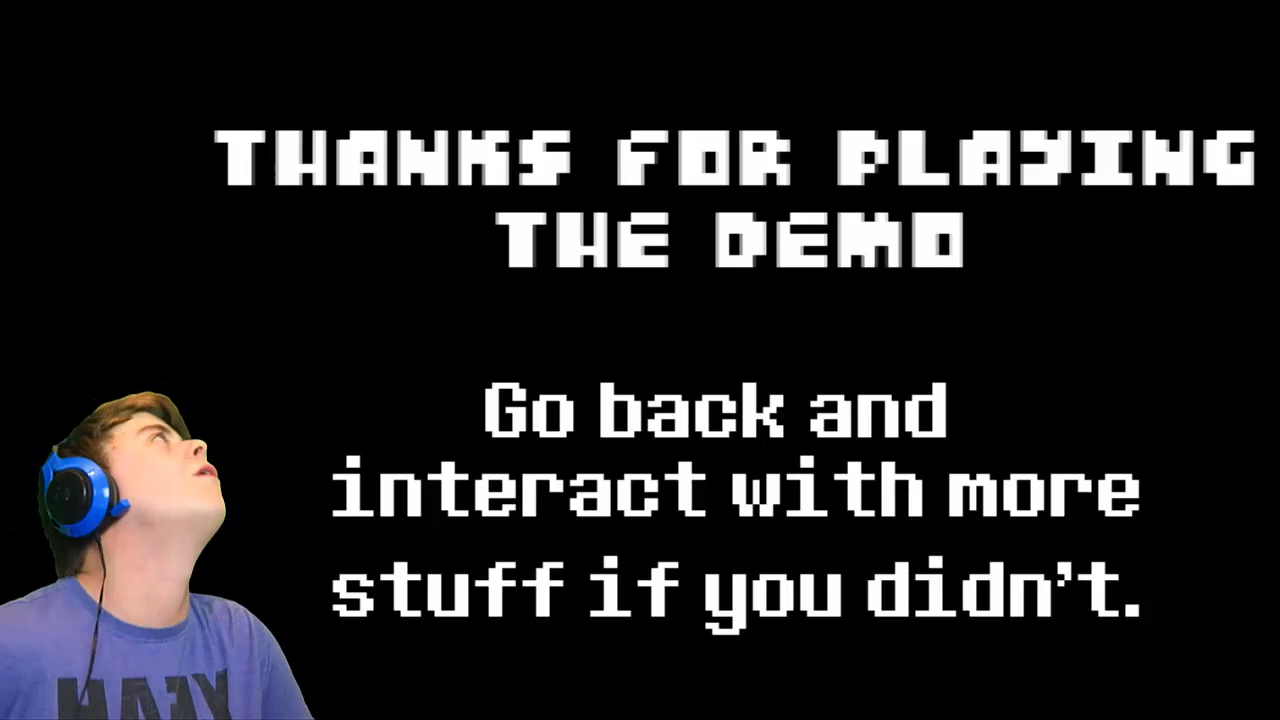 THANKS FOR PLAYING
THE DEMO
Go back and
interact with more
stuff if you didn't.